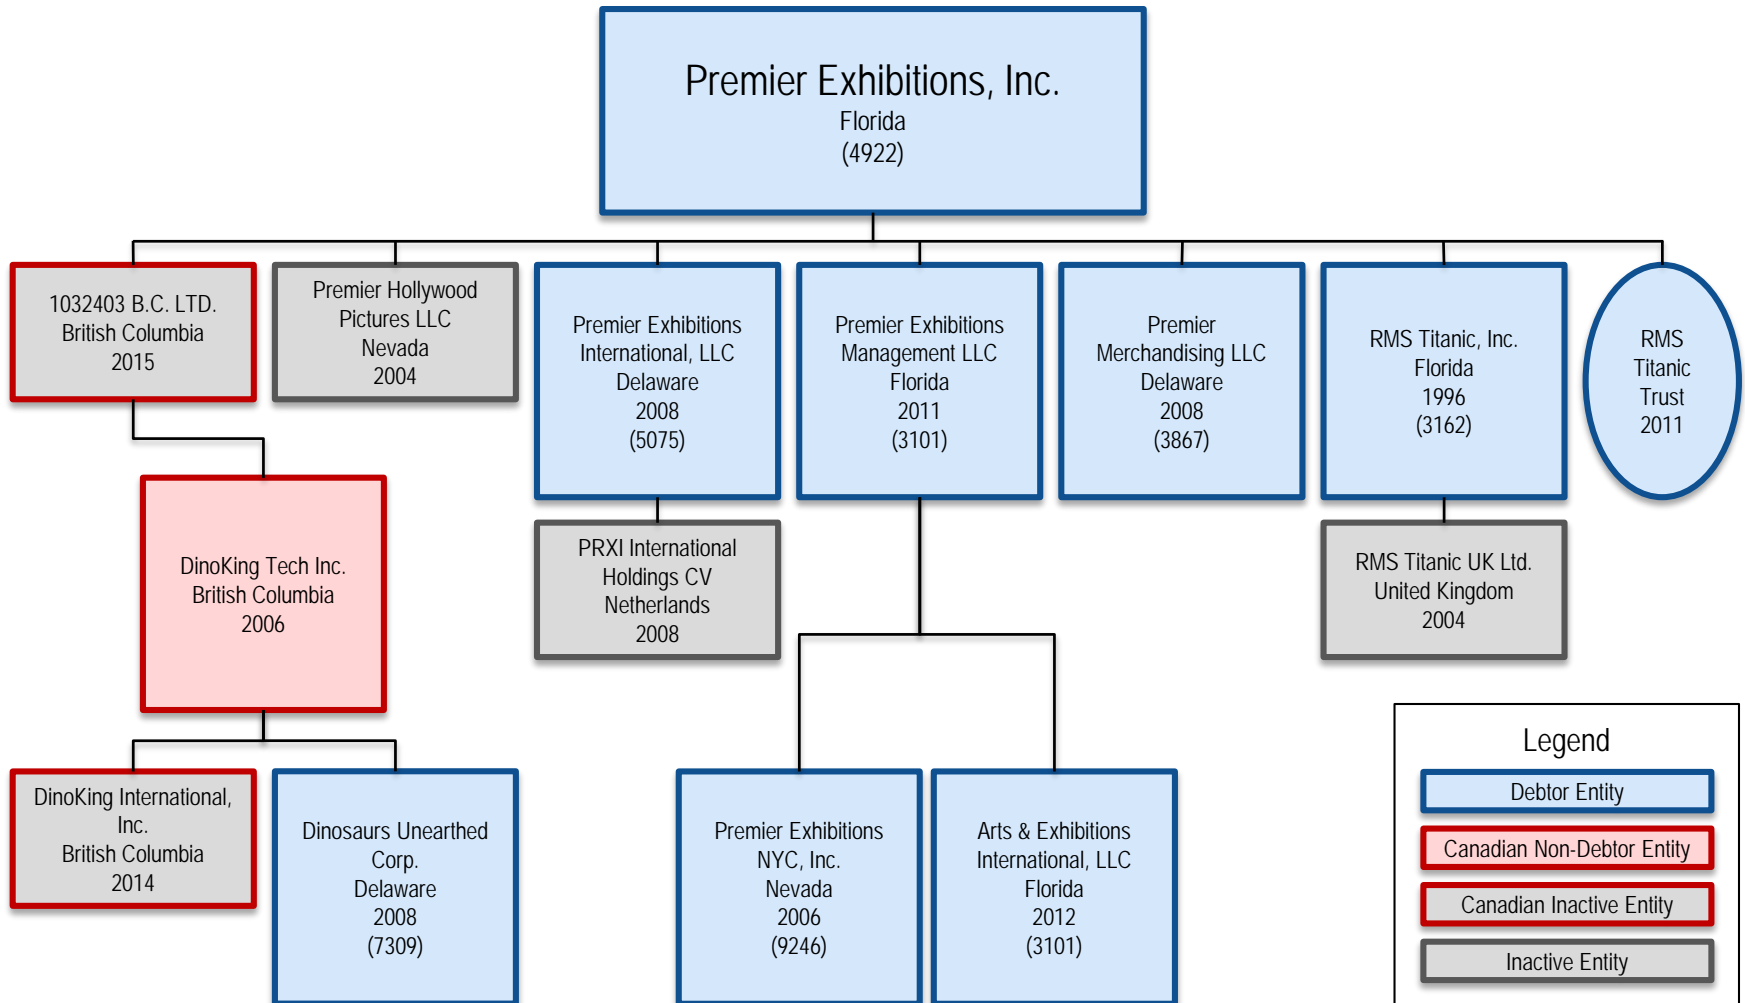 Premier Exhibitions, Inc.
Florida
(4922)
1032403 B.C. LTD.
British Columbia
2015
Premier Hollywood
Pictures LLC
Nevada
2004
Premier Exhibitions
International, LLC
Delaware
2008
(5075)
Premier Exhibitions
Management LLC
Florida
2011
(3101)
Premier
Merchandising LLC
Delaware
2008
(3867)
RMS Titanic, Inc.
Florida
1996
(3162)
RMS
Titanic
Trust
2011
DinoKing Tech Inc.
British Columbia
2006
PRXI International
Holdings CV
Netherlands
2008
RMS Titanic UK Ltd.
United Kingdom
2004
DinoKing International,
Inc.
British Columbia
2014
Dinosaurs Unearthed
Corp.
Delaware
2008
(7309)
Premier Exhibitions
NYC, Inc.
Nevada
2006
(9246)
Arts & Exhibitions
International, LLC
Florida
2012
(3101)
Legend
Debtor Entity
Canadian Non-Debtor Entity
Canadian Inactive Entity
Inactive Entity